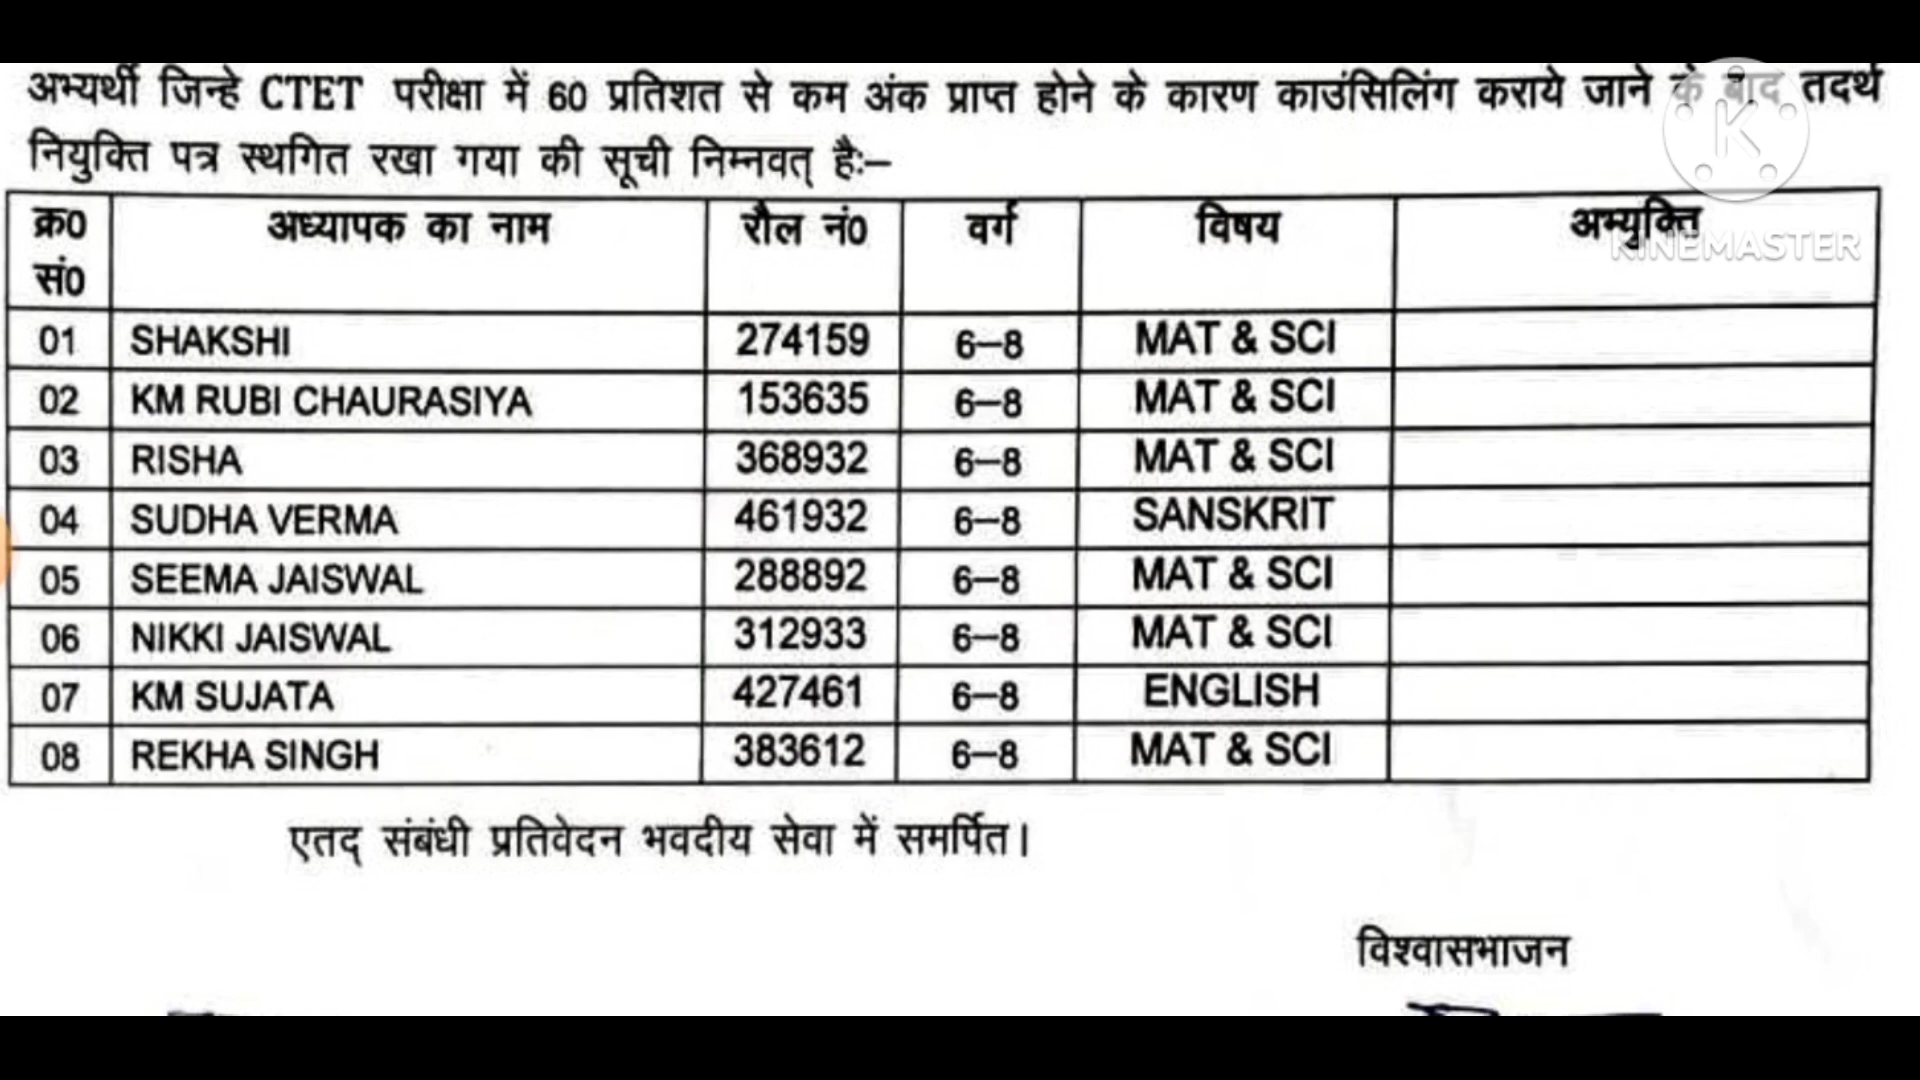 अभ्यर्थी जिन्हे CTET परीक्षा में 60 प्रतिशत से कम अंक प्राप्त होने के कारण काउंसिलिंग कराये जाने के बाद तदर्थ
नियुक्ति पत्र स्थगित रखा गया की सूची निम्नवत् हैः–
क्र0 सं0 अध्यापक का नाम रौल नं0 वर्ग विषय अभ्युक्ति
KINEMASTER
01 SHAKSHI 274159 6–8 MAT & SCI
02 KM RUBI CHAURASIYA 153635 6–8 MAT & SCI
03 RISHA 368932 6–8 MAT & SCI
04 SUDHA VERMA 461932 6–8 SANSKRIT
05 SEEMA JAISWAL 288892 6–8 MAT & SCI
06 NIKKI JAISWAL 312933 6–8 MAT & SCI
07 KM SUJATA 427461 6–8 ENGLISH
08 REKHA SINGH 383612 6–8 MAT & SCI
एतद् संबंधी प्रतिवेदन भवदीय सेवा में समर्पित।
विश्वासभाजन